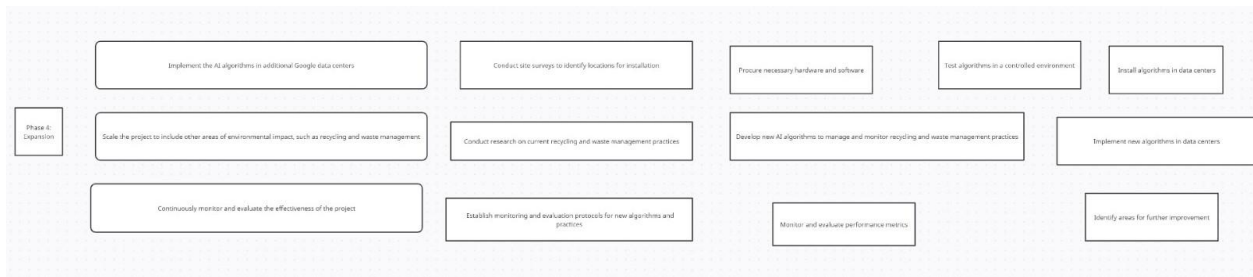 Implement the AI algorithms in additional Google data centers
Conduct site surveys to identify locations for installation
Procure necessary hardware and software
Test algorithms in a controlled environment
Install algorithms in data centers
Phase 4:
Expansion
Scale the project to include other areas of environmental impact, such as recycling and waste management
Conduct research on current recycling and waste management practices
Develop new AI algorithms to manage and monitor recycling and waste management practices
Implement new algorithms in data centers
Continuously monitor and evaluate the effectiveness of the project
Establish monitoring and evaluation protocols for new algorithms and
practices
Monitor and evaluate performance metrics
Identify areas for further improvement